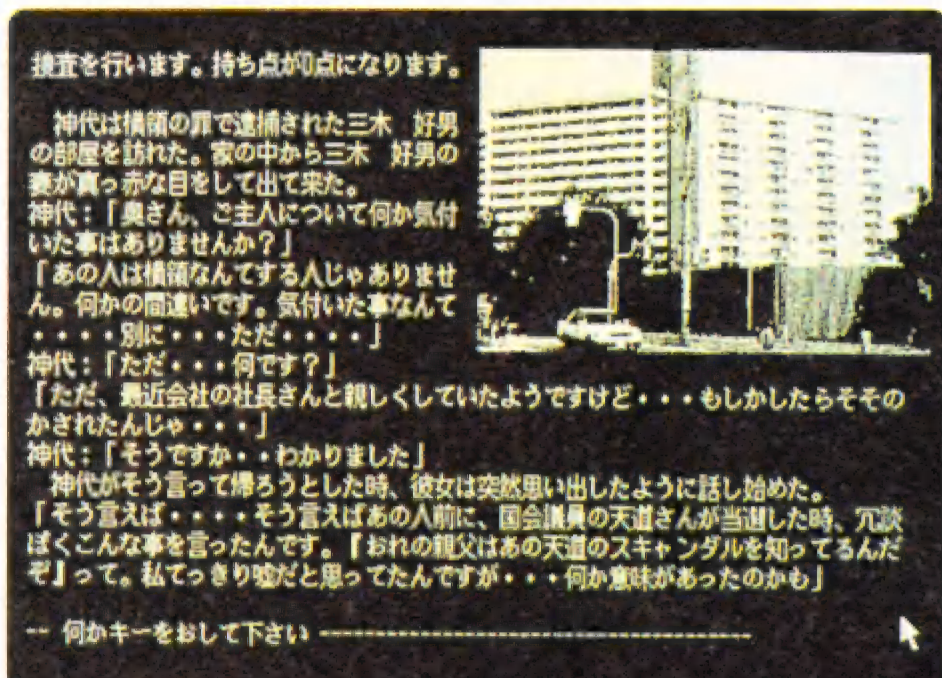 捜査を行います。持ち点が0点になります。
　神代は横領の罪で逮捕された三木　好男
の部屋を訪れた。家の中から三木　好男の
妻が真っ赤な目をして出て来た。
神代：「奥さん、ご主人について何か気付
いた事はありませんか？」
「あの人は横領なんてする人じゃありませ
ん。何かの間違いです。気付いた事なんて
・・・・別に・・・ただ・・・・」
神代：「ただ・・・何です？」
「ただ、最近会社の社長さんと親しくしていたようですけど・・・もしかしたらそその
かされたんじゃ・・・」
神代：「そうですか・・わかりました」
　神代がそう言って帰ろうとした時、彼女は突然思い出したように話し始めた。
「そう言えば・・・・そう言えばあの人前に、国会議員の天道さんが当選した時、冗談
ぽくこんな事を言ったんです。『おれの親父はあの天道のスキャンダルを知ってるんだ
ぞ』って。私てっきり嘘だと思ってたんですが・・・何か意味があったのかも」
-- 何かキーをおして下さい ----------------------------------------